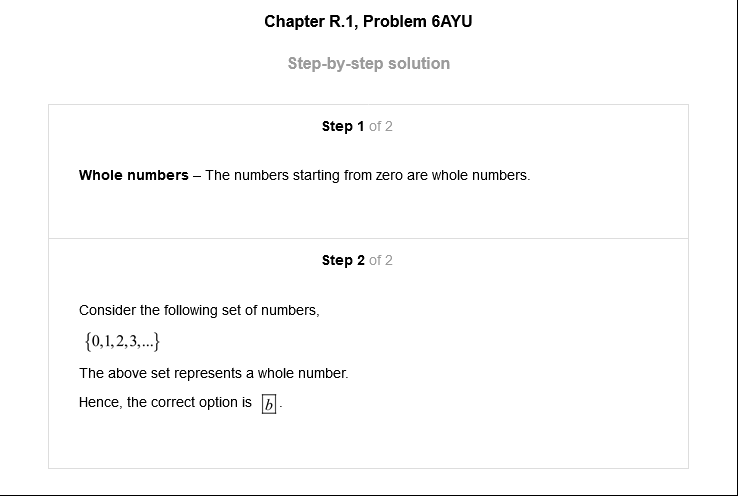 Chapter R.1, Problem 6AYU
Step-by-step solution
Step 1 of 2
Whole numbers – The numbers starting from zero are whole numbers.
Step 2 of 2
Consider the following set of numbers,
{0,1,2,3,...}
The above set represents a whole number.
Hence, the correct option is b.